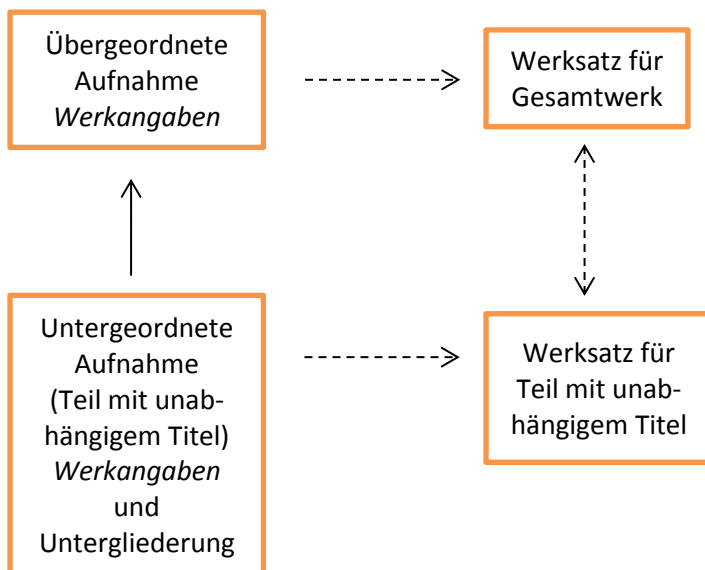 Übergeordnete
Aufnahme
Werkangaben
Werksatz für
Gesamtwerk
Untergeordnete
Aufnahme
(Teil mit unab-
hängigem Titel)
Werkangaben
und
Untergliederung
Werksatz für
Teil mit unab-
hängigem Titel